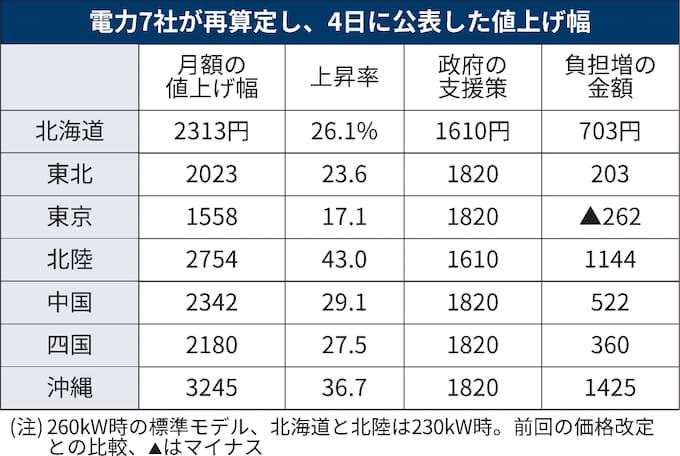 電力7社が再算定し、4日に公表した値上げ幅
月額の値上げ幅 上昇率 政府の支援策 負担増の金額
北海道 2313円 26.1% 1610円 703円
東北 2023 23.6 1820 203
東京 1558 17.1 1820 ▲262
北陸 2754 43.0 1610 1144
中国 2342 29.1 1820 522
四国 2180 27.5 1820 360
沖縄 3245 36.7 1820 1425
(注) 260kW時の標準モデル、北海道と北陸は230kW時。前回の価格改定
との比較、▲はマイナス